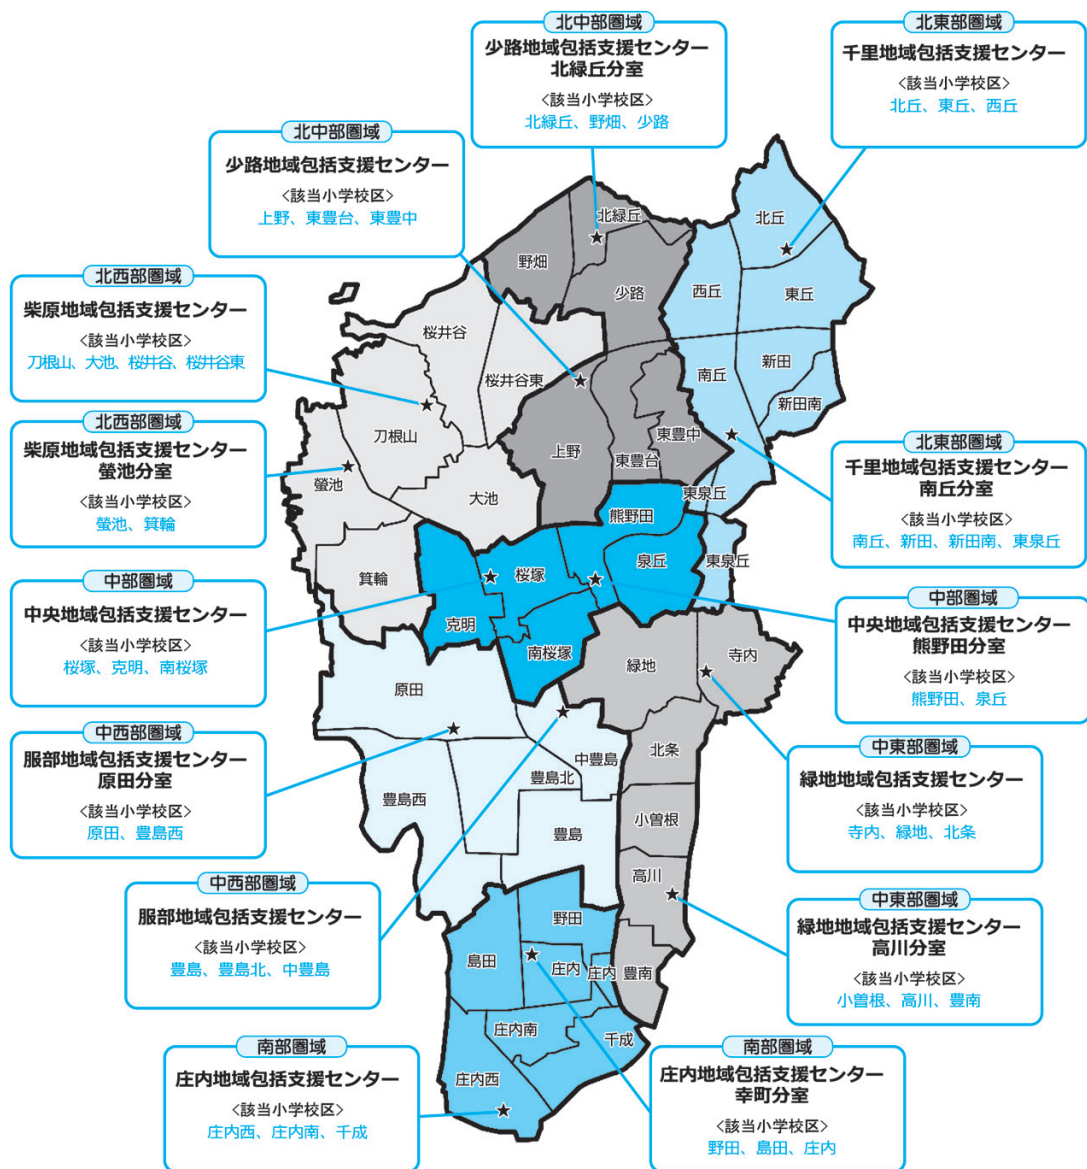 北中部圏域
少路地域包括支援センター
北緑丘分室
〈該当小学校区〉
北緑丘、野畑、少路
北東部圏域
千里地域包括支援センター
〈該当小学校区〉
北丘、東丘、西丘
北中部圏域
少路地域包括支援センター
〈該当小学校区〉
上野、東豊台、東豊中
北西部圏域
柴原地域包括支援センター
〈該当小学校区〉
刀根山、大池、桜井谷、桜井谷東
北西部圏域
柴原地域包括支援センター
螢池分室
〈該当小学校区〉
螢池、箕輪
中部圏域
中央地域包括支援センター
〈該当小学校区〉
桜塚、克明、南桜塚
中西部圏域
服部地域包括支援センター
原田分室
〈該当小学校区〉
原田、豊島西
中西部圏域
服部地域包括支援センター
〈該当小学校区〉
豊島、豊島北、中豊島
南部圏域
庄内地域包括支援センター
〈該当小学校区〉
庄内西、庄内南、千成
北東部圏域
千里地域包括支援センター
南丘分室
〈該当小学校区〉
南丘、新田、新田南、東泉丘
中部圏域
中央地域包括支援センター
熊野田分室
〈該当小学校区〉
熊野田、泉丘
中東部圏域
緑地地域包括支援センター
〈該当小学校区〉
寺内、緑地、北条
中東部圏域
緑地地域包括支援センター
高川分室
〈該当小学校区〉
小曽根、高川、豊南
南部圏域
庄内地域包括支援センター
幸町分室
〈該当小学校区〉
野田、島田、庄内
北緑丘
北丘
野畑
少路
西丘
東丘
桜井谷
桜井谷東
南丘
新田
新田南
刀根山
上野
東豊台
東豊中
螢池
大池
東泉丘
熊野田
泉丘
東泉丘
箕輪
桜塚
克明
南桜塚
緑地
寺内
原田
北条
中豊島
豊島北
豊島西
小曽根
豊島
高川
野田
島田
庄内
庄内
豊南
庄内南
千成
庄内西